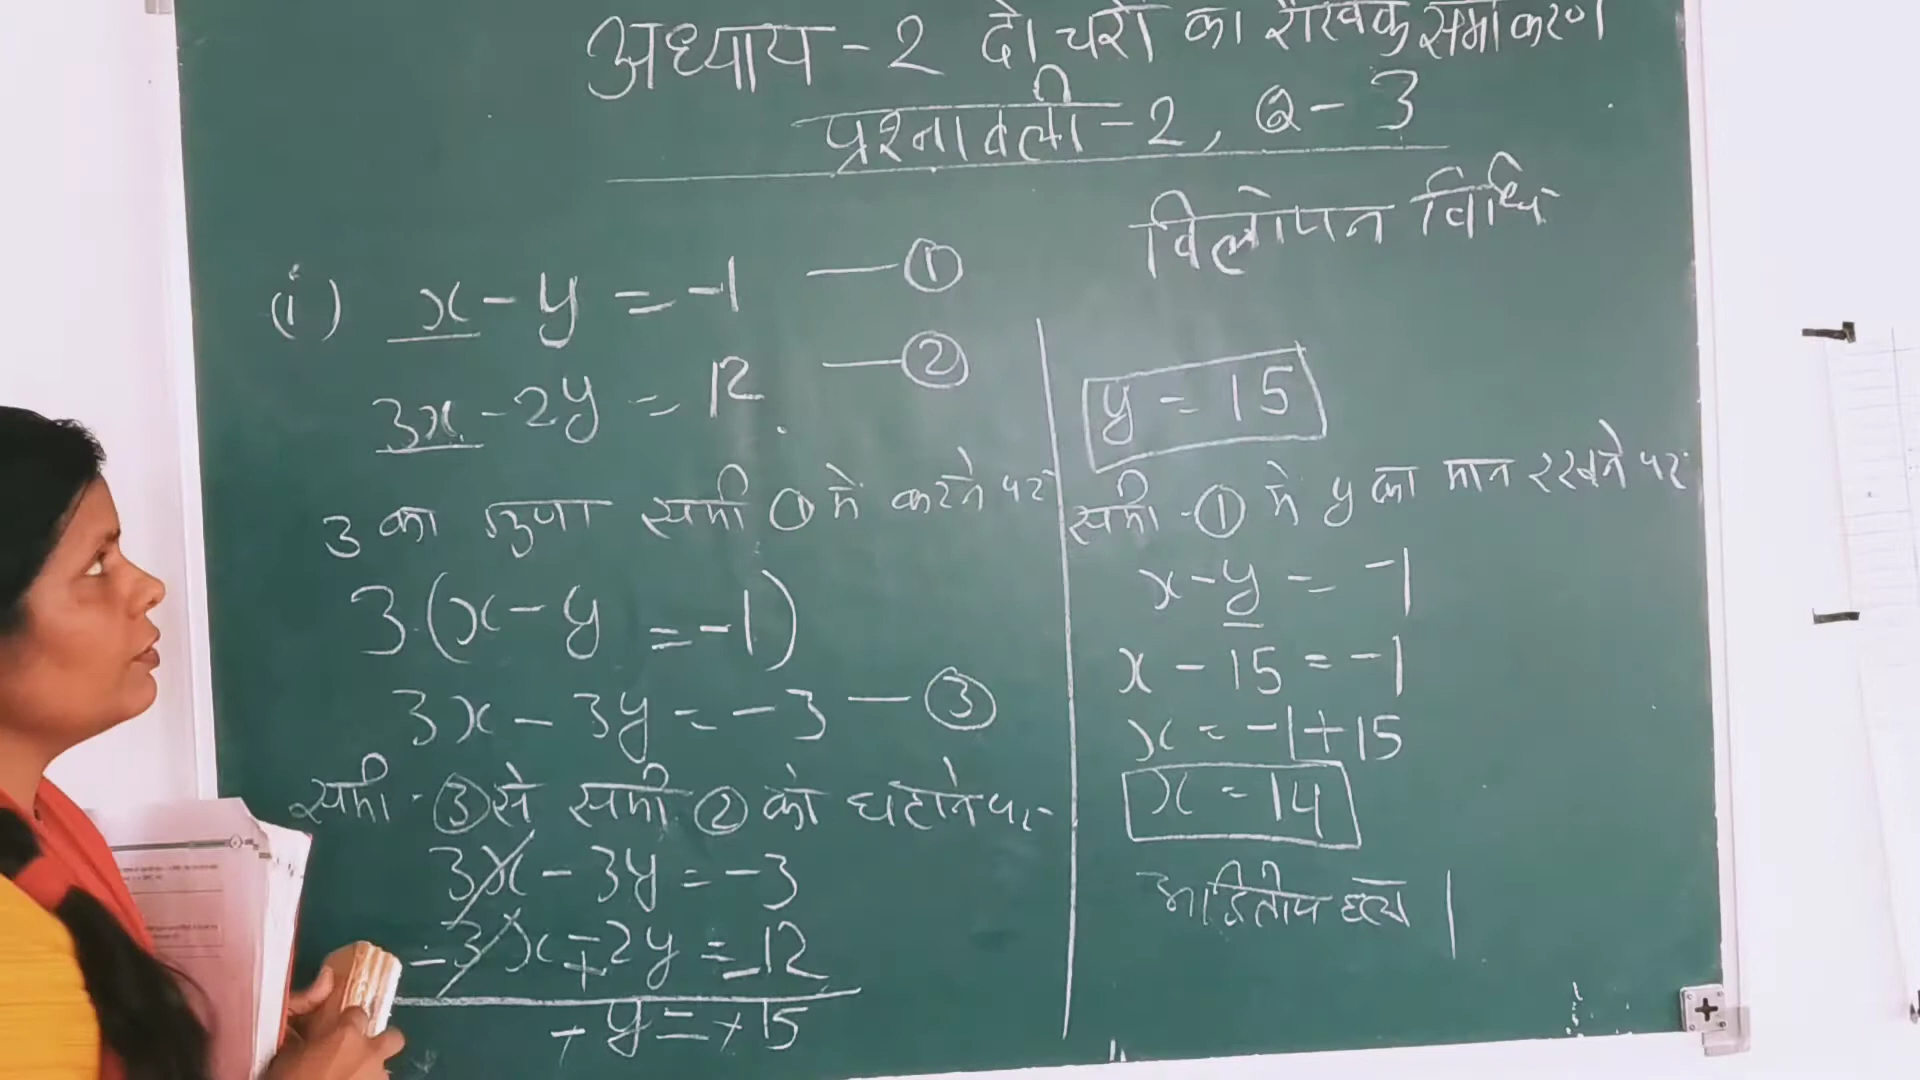 अध्याय - 2 दो चरों का रैखिक समीकरण
प्रश्नावली - 2, Q - 3
विलोपन विधि
(i) x - y = -1 — ①
3x - 2y = 12 — ②
3 का गुणा समी ① में करने पर
3(x - y = -1)
3x - 3y = -3 — ③
समी - ③ से समी ② को घटाने पर
3x - 3y = -3
3x - 2y = 12
- + -
- y = + 15
y = 15
समी - ① में y का मान रखने पर
x - y = -1
x - 15 = -1
x = -1 + 15
x = 14
अद्वितीय हल।